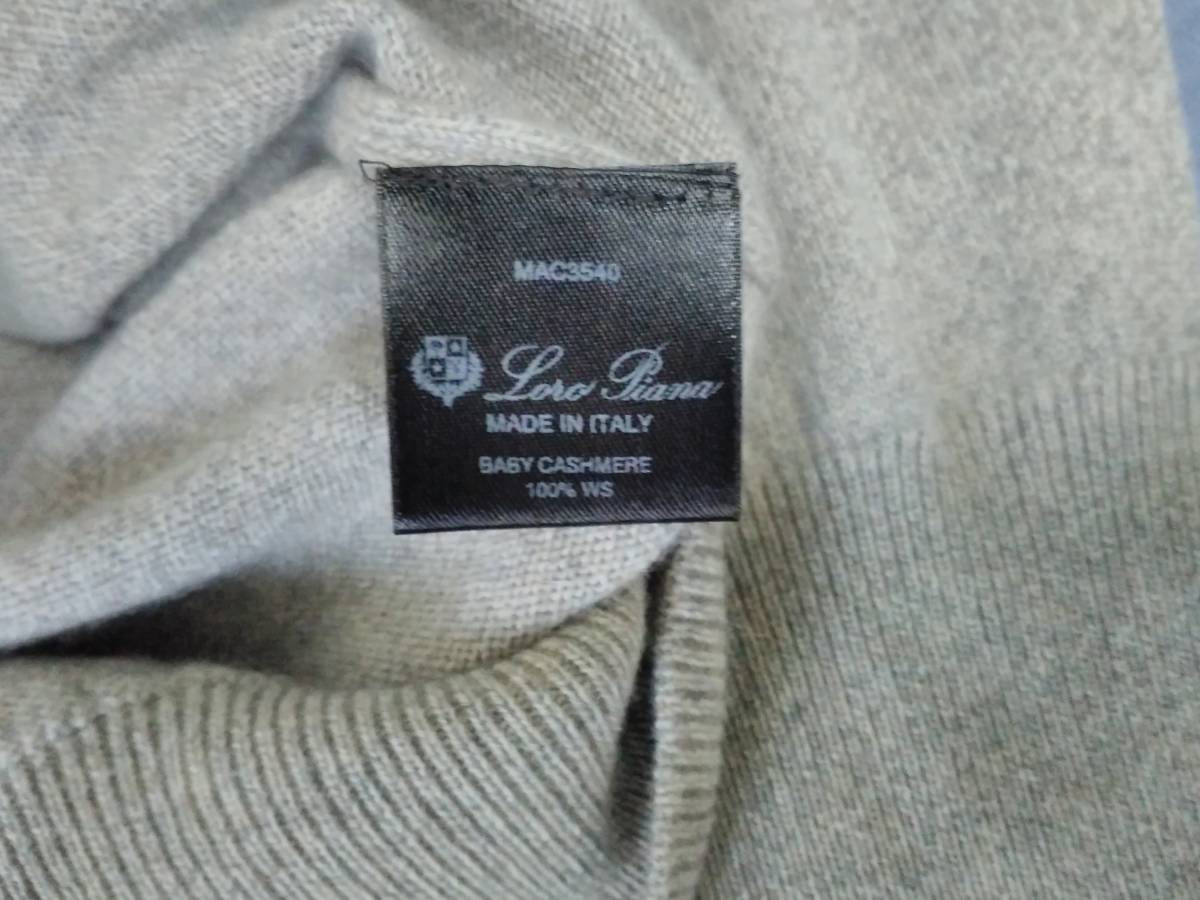 MAC3540
Loro Piana
MADE IN ITALY
BABY CASHMERE
100% WS